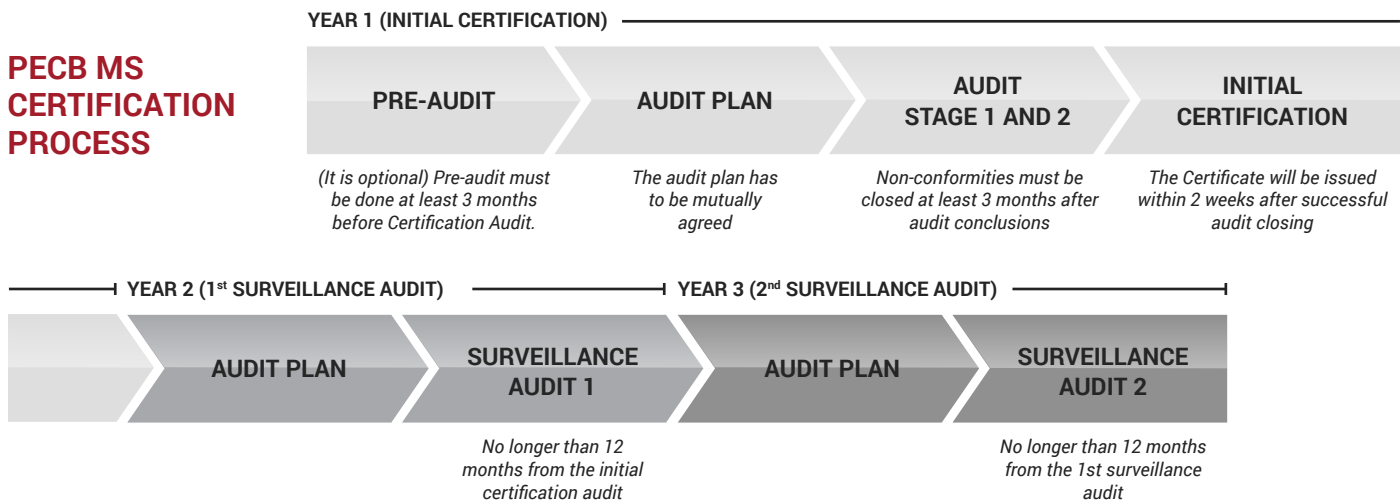 YEAR 1 (INITIAL CERTIFICATION)
PECB MS
CERTIFICATION
PROCESS
PRE-AUDIT
AUDIT PLAN
AUDIT
STAGE 1 AND 2
INITIAL
CERTIFICATION
(It is optional) Pre-audit must
be done at least 3 months
before Certification Audit.
The audit plan has
to be mutually
agreed
Non-conformities must be
closed at least 3 months after
audit conclusions
The Certificate will be issued
within 2 weeks after successful
audit closing
YEAR 2 (1st SURVEILLANCE AUDIT)
YEAR 3 (2nd SURVEILLANCE AUDIT)
AUDIT PLAN
SURVEILLANCE
AUDIT 1
AUDIT PLAN
SURVEILLANCE
AUDIT 2
No longer than 12
months from the initial
certification audit
No longer than 12 months
from the 1st surveillance
audit